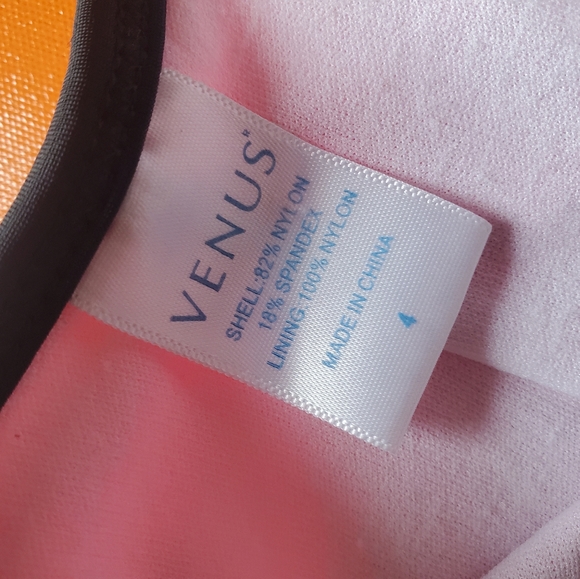 VENUS
SHELL:82% NYLON
18% SPANDEX
LINING 100% NYLON
MADE IN CHINA
4